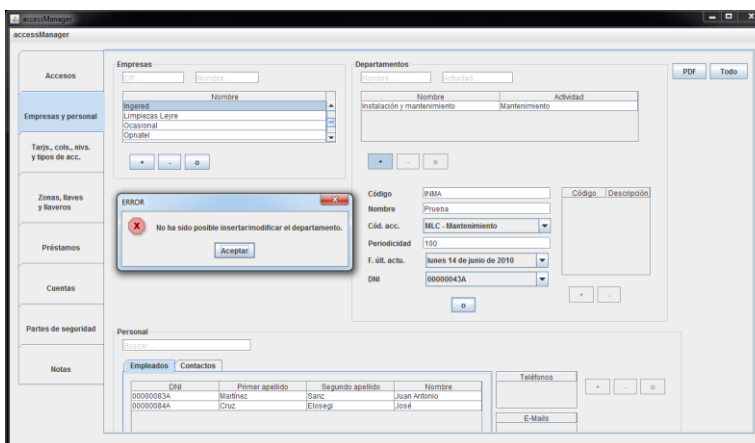 accessManager
accessManager
Accesos
Empresas y personal
Tarjs., cols., nivs.
y tipos de acc.
Zonas, llaves
y llaveros
Préstamos
Cuentas
Partes de seguridad
Notas
Empresas
CIF...
Nombre...
Nombre
Ingered
Limpiezas Leyre
Ocasional
Opnatel
+ - o
Departamentos
Nombre...
Actividad...
Nombre Actividad
Instalación y mantenimiento Mantenimiento
+ - o
PDF Todo
ERROR
No ha sido posible insertar/modificar el departamento.
Aceptar
Código INMA
Nombre Prueba
Cód. acc. MLC - Mantenimiento
Periodicidad 100
F. últ. actu. lunes 14 de junio de 2010
DNI 00000043A
o
Código Descripción
+ -
Personal
Buscar...
Empleados Contactos
DNI Primer apellido Segundo apellido Nombre
00000083A Martínez Sanz Juan Antonio
00000084A Cruz Elosegi José
Teléfonos
+ - o
E-Mails